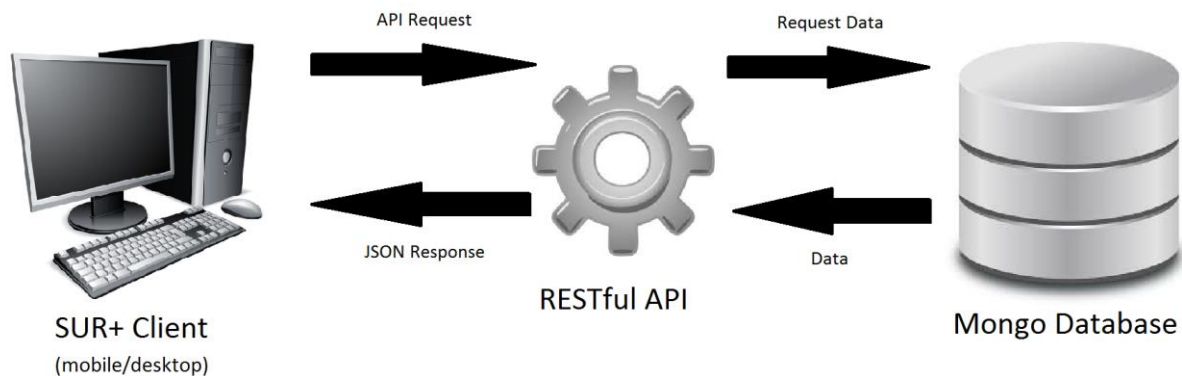 API Request
Request Data
JSON Response
Data
RESTful API
SUR+ Client
(mobile/desktop)
Mongo Database